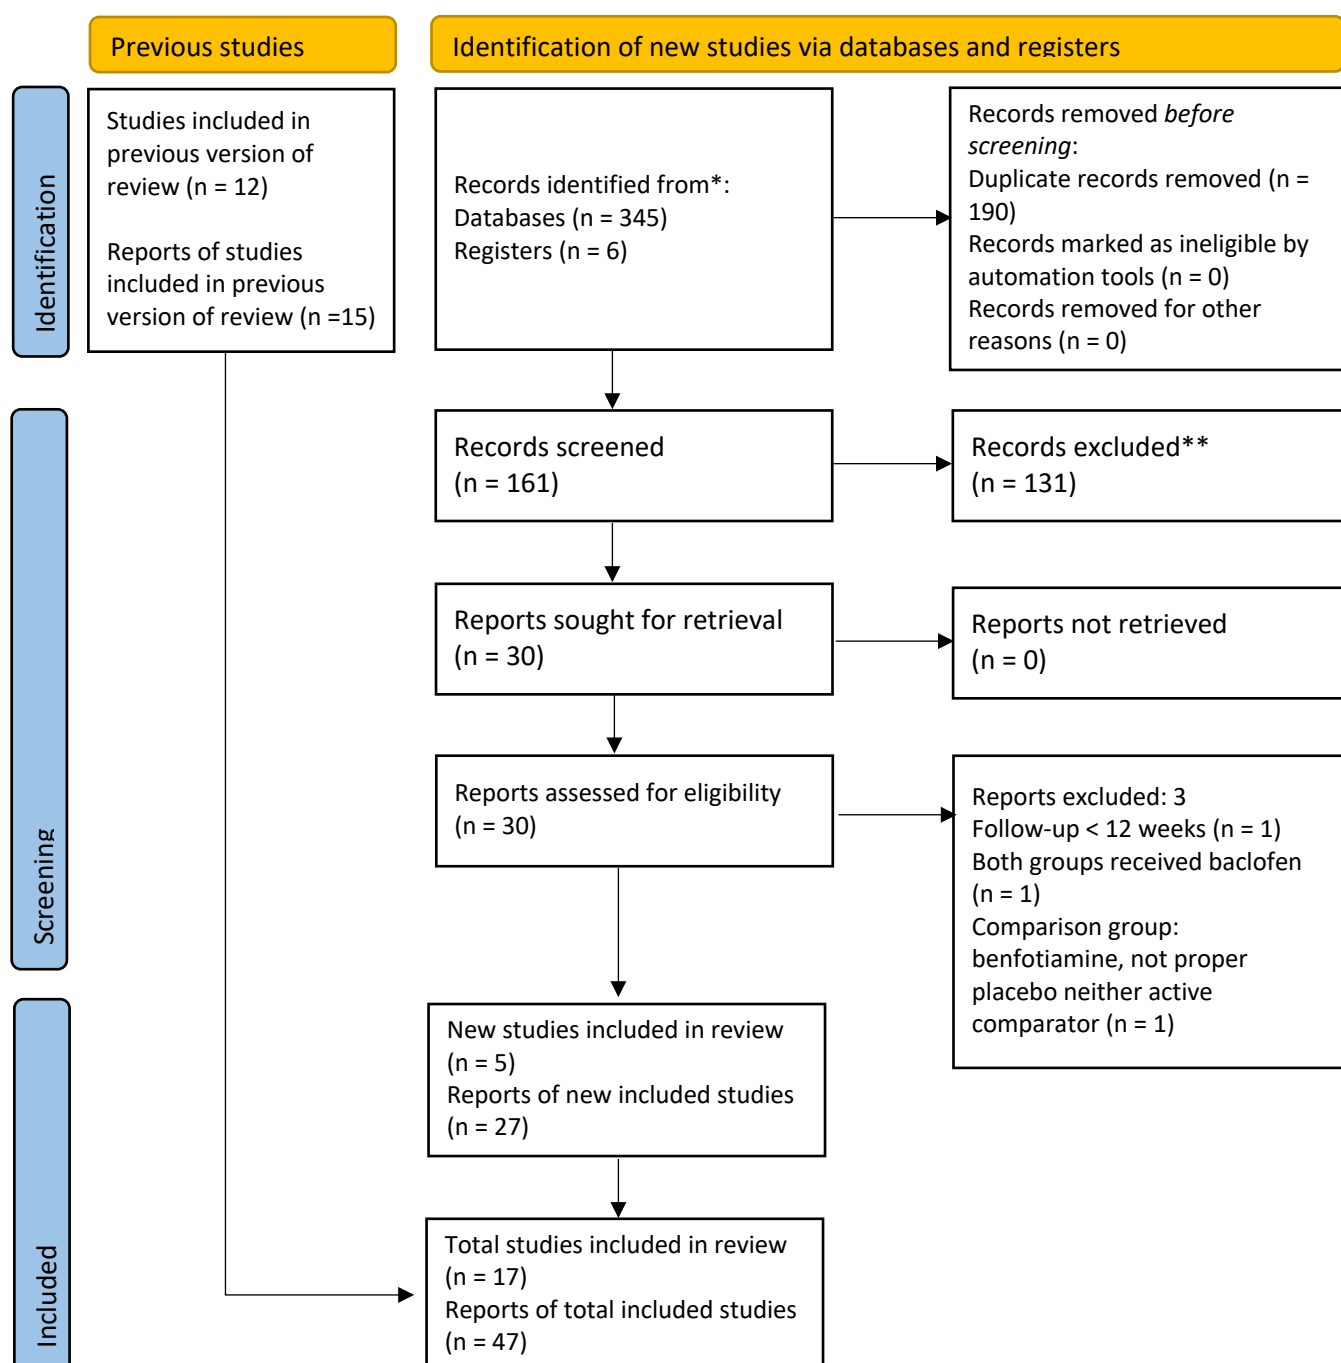 Previous studies
Identification of new studies via databases and registers
Identification
Studies included in
previous version of
review (n = 12)
Reports of studies
included in previous
version of review (n =15)
Records identified from*:
Databases (n = 345)
Registers (n = 6)
Records removed before
screening:
Duplicate records removed (n =
190)
Records marked as ineligible by
automation tools (n = 0)
Records removed for other
reasons (n = 0)
Screening
Records screened
(n = 161)
Records excluded**
(n = 131)
Reports sought for retrieval
(n = 30)
Reports not retrieved
(n = 0)
Reports assessed for eligibility
(n = 30)
Reports excluded: 3
Follow-up < 12 weeks (n = 1)
Both groups received baclofen
(n = 1)
Comparison group:
benfotiamine, not proper
placebo neither active
comparator (n = 1)
Included
New studies included in review
(n = 5)
Reports of new included studies
(n = 27)
Total studies included in review
(n = 17)
Reports of total included studies
(n = 47)